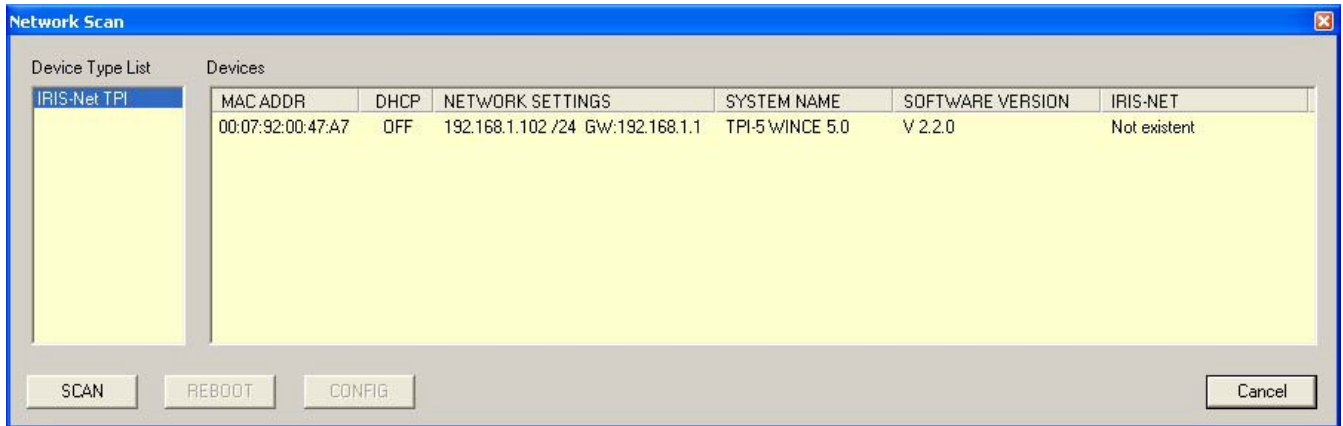 Network Scan
Device Type List Devices
IRIS-Net TPI
MAC ADDR DHCP NETWORK SETTINGS SYSTEM NAME SOFTWARE VERSION IRIS-NET
00:07:92:00:47:A7 OFF 192.168.1.102 /24 GW:192.168.1.1 TPI-5 WINCE 5.0 V 2.2.0 Not existent
SCAN REBOOT CONFIG Cancel